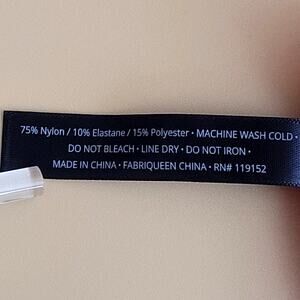 75% Nylon / 10% Elastane / 15% Polyester • MACHINE WASH COLD •
DO NOT BLEACH • LINE DRY • DO NOT IRON •
MADE IN CHINA • FABRIQUEEN CHINA • RN# 119152